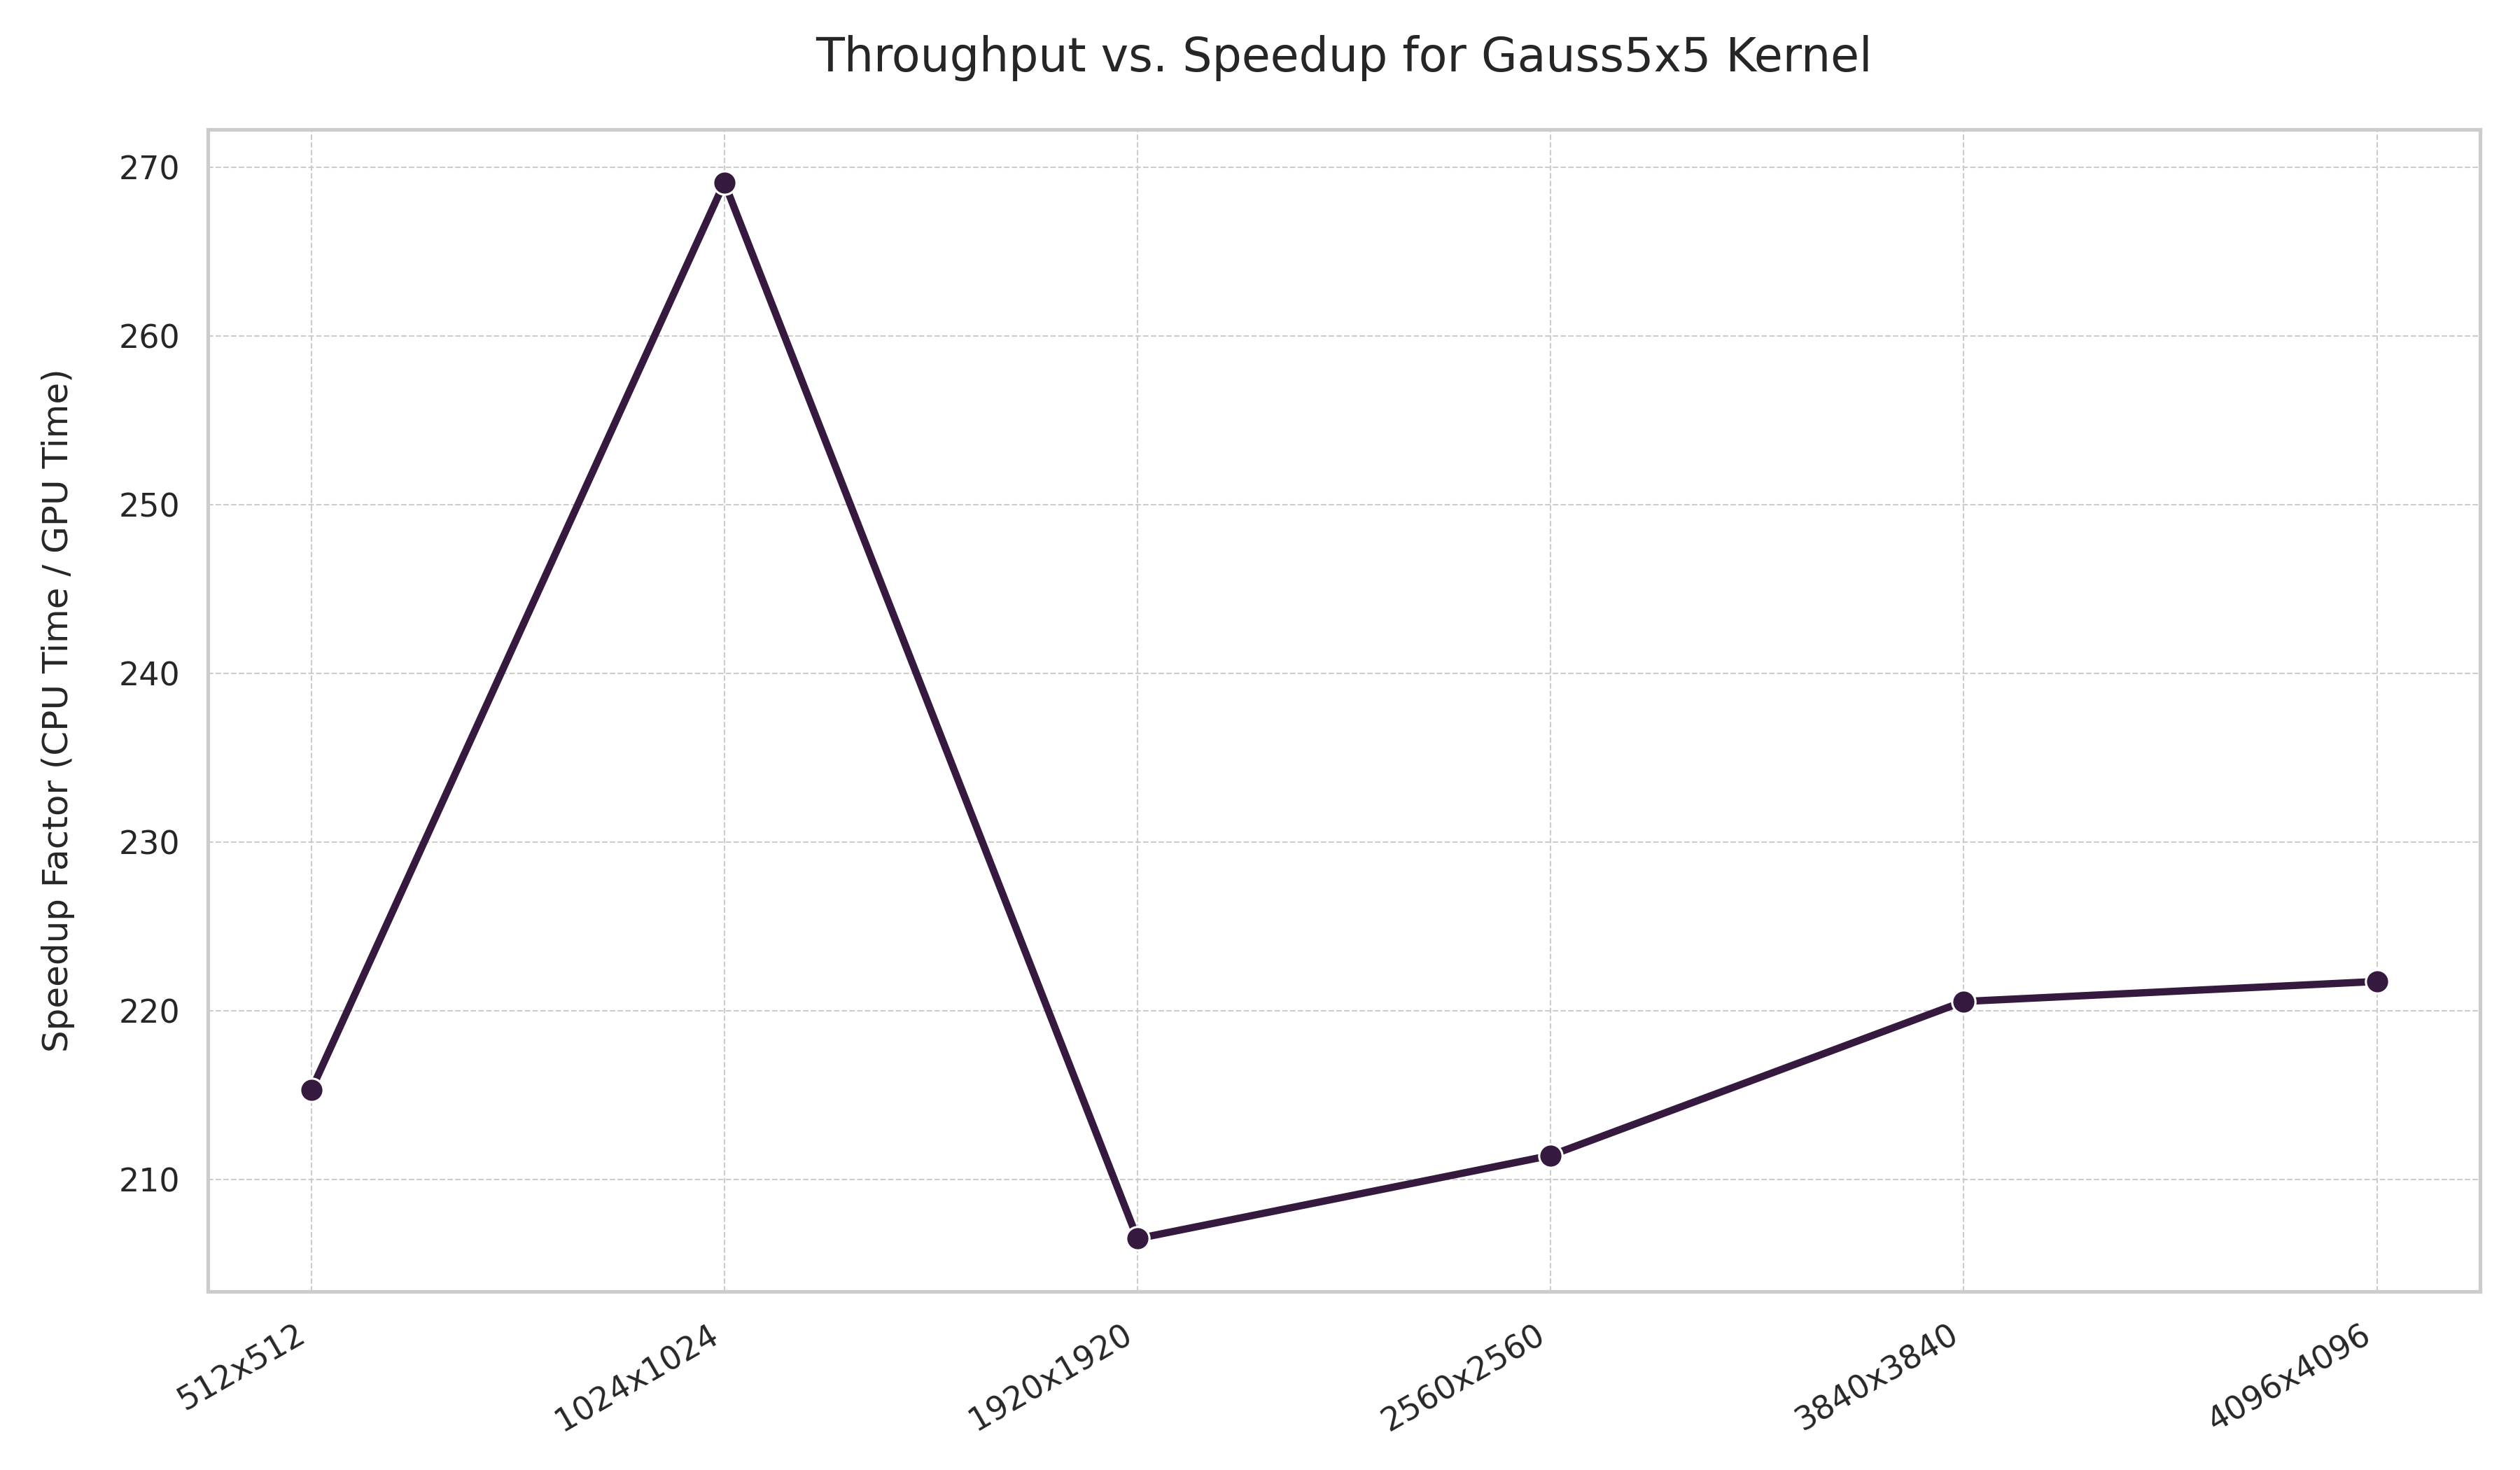 Throughput vs. Speedup for Gauss5x5 Kernel
Speedup Factor (CPU Time / GPU Time)
270
260
250
240
230
220
210
512x512
1024x1024
1920x1920
2560x2560
3840x3840
4096x4096